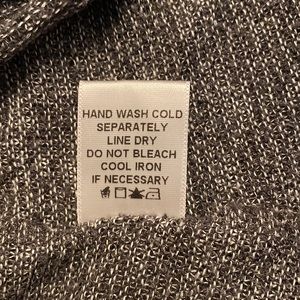 HAND WASH COLD
SEPARATELY
LINE DRY
DO NOT BLEACH
COOL IRON
IF NECESSARY